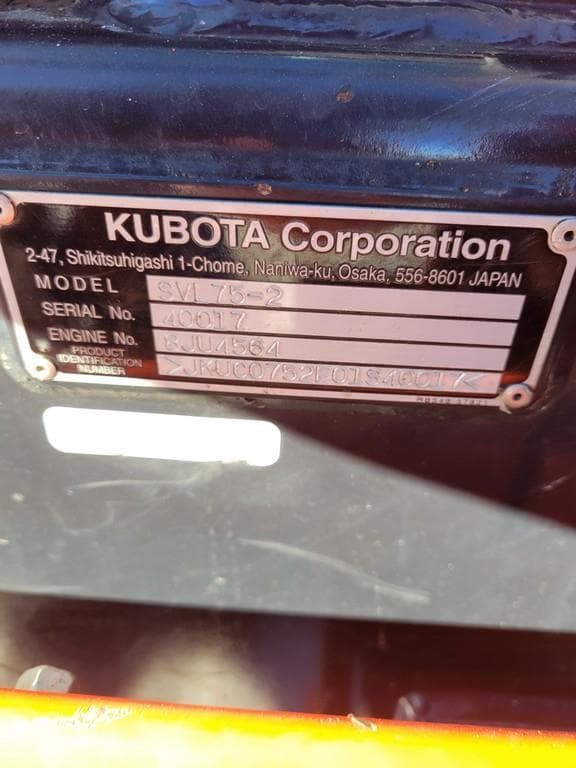 KUBOTA Corporation
2-47, Shikitsuhigashi 1-Chome, Naniwa-ku, Osaka, 556-8601 JAPAN
MODEL SVL75-2
SERIAL No. 40017
ENGINE No. 8JU4564
PRODUCT
IDENTIFICATION
NUMBER